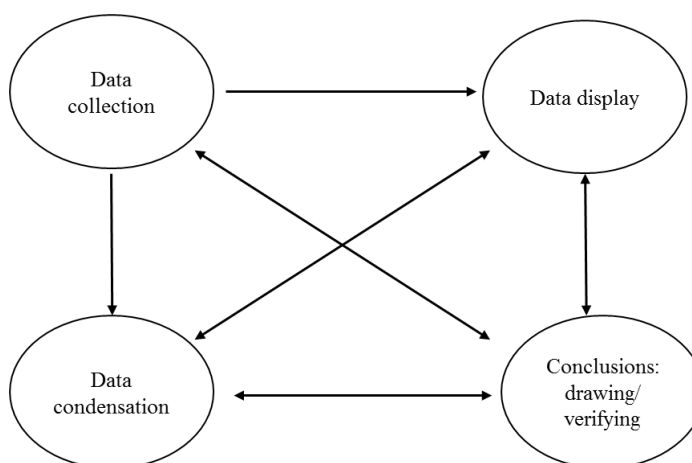 Data
collection
Data display
Data
condensation
Conclusions:
drawing/
verifying